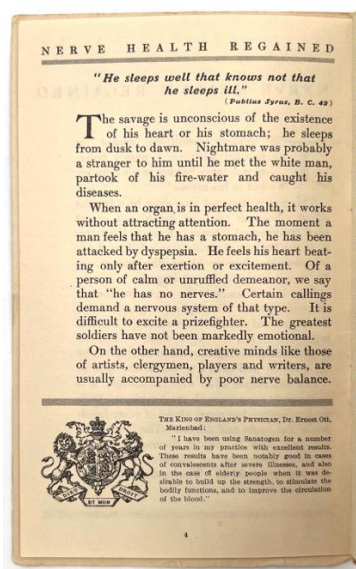 NERVE HEALTH REGAINED
"He sleeps well that knows not that
he sleeps ill."
(Publius Syrus, B. C. 42)
The savage is unconscious of the existence
of his heart or his stomach; he sleeps
from dusk to dawn. Nightmare was probably
a stranger to him until he met the white man,
partook of his fire-water and caught his
diseases.
When an organ is in perfect health, it works
without attracting attention. The moment a
man feels that he has a stomach, he has been
attacked by dyspepsia. He feels his heart beat-
ing only after exertion or excitement. Of a
person of calm or unruffled demeanor, we say
that "he has no nerves." Certain callings
demand a nervous system of that type. It is
difficult to excite a prizefighter. The greatest
soldiers have not been markedly emotional.
On the other hand, creative minds like those
of artists, clergymen, players and writers, are
usually accompanied by poor nerve balance.
THE KING OF ENGLAND'S PHYSICIAN, Dr. Ernest Ott,
Marienbad:
"I have been using Sanatogen for a number
of years in my practice with excellent results.
These results have been notably good in cases
of convalescents after severe illnesses, and also
in the case of elderly people when it was de-
sirable to build up the strength, to stimulate the
bodily functions, and to improve the circulation
of the blood."
DIEU
ET MON
DROIT
4